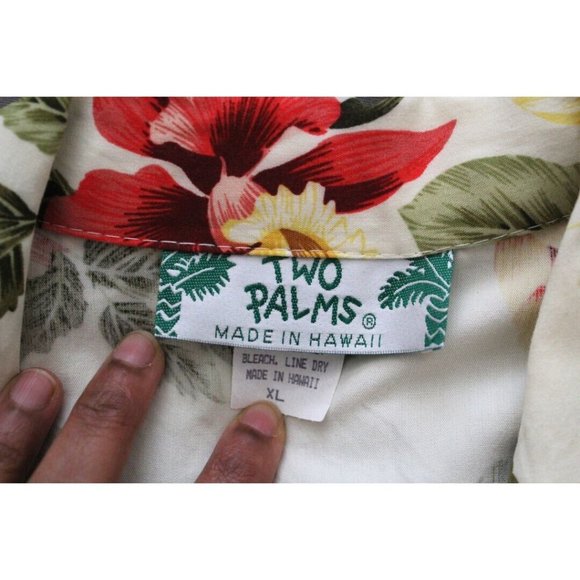 TWO
PALMS®
MADE IN HAWAII
BLEACH. LINE DRY
MADE IN HAWAII
XL